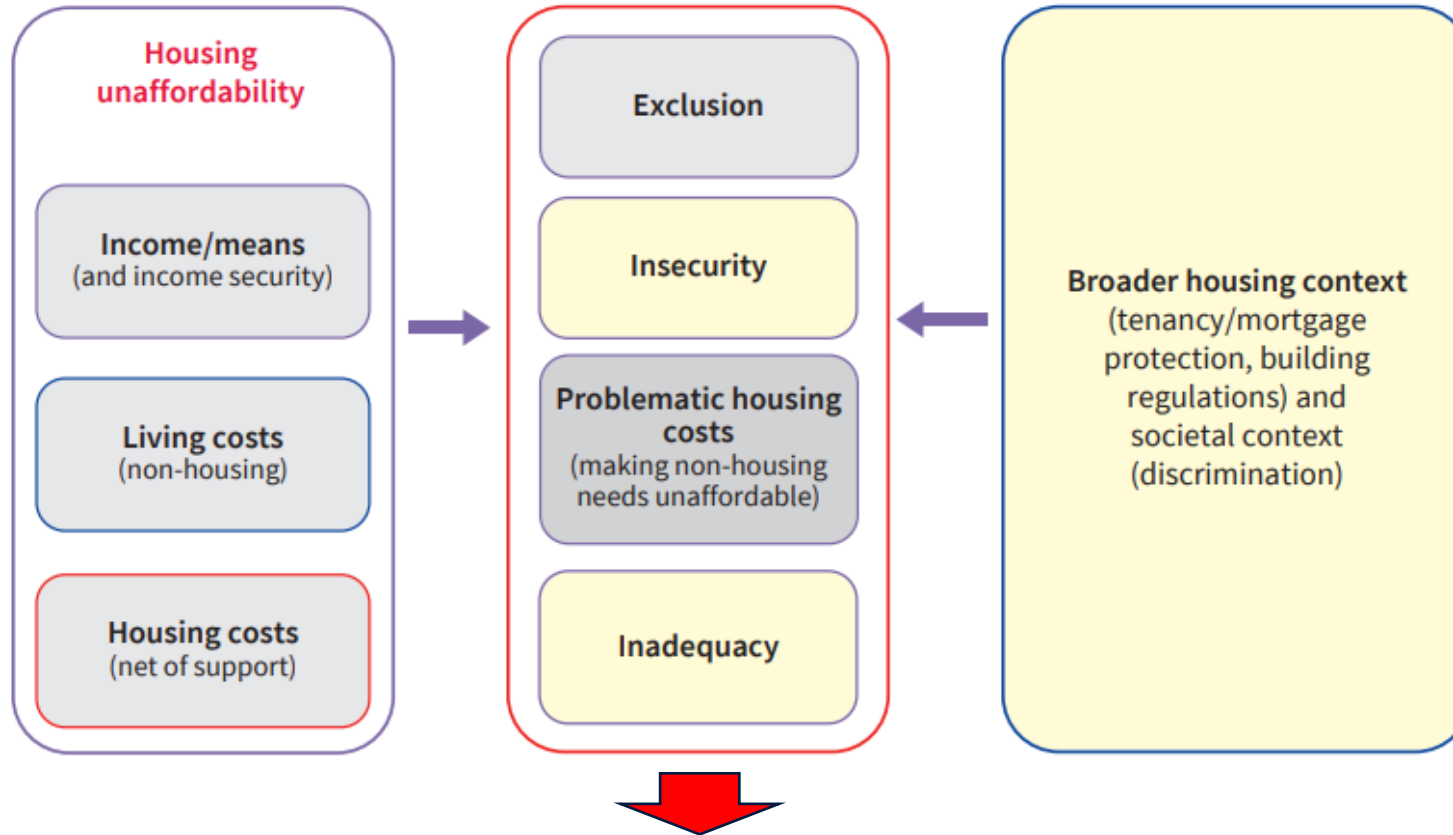 Housing
unaffordability
Income/means
(and income security)
Living costs
(non-housing)
Housing costs
(net of support)
Exclusion
Insecurity
Problematic housing
costs
(making non-housing
needs unaffordable)
Inadequacy
Broader housing context
(tenancy/mortgage
protection, building
regulations) and
societal context
(discrimination)